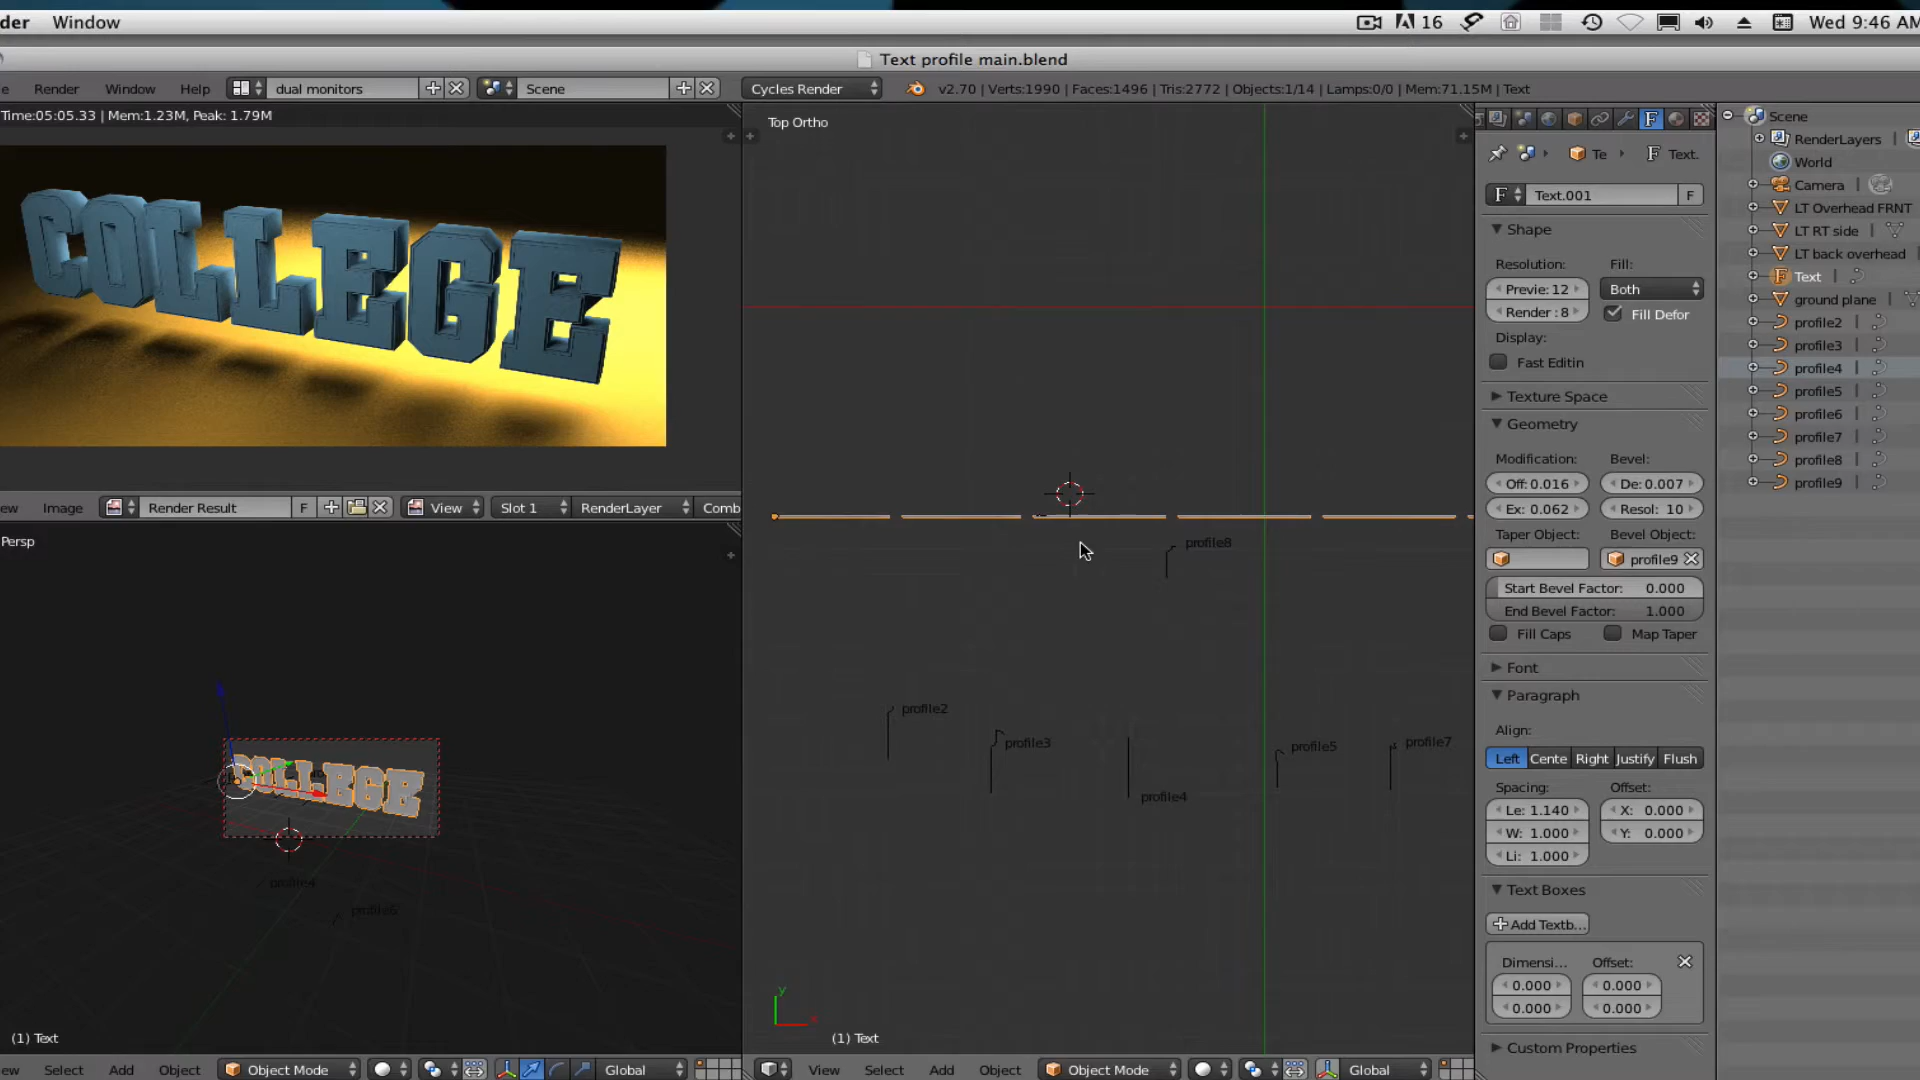 der Window 16 Wed 9:46 AM
Text profile main.blend
e Render Window Help dual monitors Scene Cycles Render v2.70 | Verts:1990 | Faces:1496 | Tris:2772 | Objects:1/14 | Lamps:0/0 | Mem:71.15M | Text
Time:05:05.33 | Mem:1.23M, Peak: 1.79M
COLLEGE
ew Image Render Result F View Slot 1 RenderLayer Comb
Persp
COLLEGE
profile4
profile6
(1) Text
ew Select Add Object Object Mode Global
Top Ortho
profile8
profile2
profile3
profile5
profile7
profile4
y
x
(1) Text
View Select Add Object Object Mode Global
F
Te F Text.
F Text.001 F
Shape
Resolution: Fill:
Previe: 12 Both
Render : 8 Fill Defor
Display:
Fast Editin
Texture Space
Geometry
Modification: Bevel:
Off: 0.016 De: 0.007
Ex: 0.062 Resol: 10
Taper Object: Bevel Object:
profile9
Start Bevel Factor: 0.000
End Bevel Factor: 1.000
Fill Caps Map Taper
Font
Paragraph
Align:
Left Cente Right Justify Flush
Spacing: Offset:
Le: 1.140 X: 0.000
W: 1.000 Y: 0.000
Li: 1.000
Text Boxes
Add Textb...
Dimensi... Offset:
0.000 0.000
0.000 0.000
Custom Properties
Scene
RenderLayers |
World
Camera |
LT Overhead FRNT
LT RT side |
LT back overhead
F Text |
ground plane |
profile2 |
profile3 |
profile4 |
profile5 |
profile6 |
profile7 |
profile8 |
profile9 |